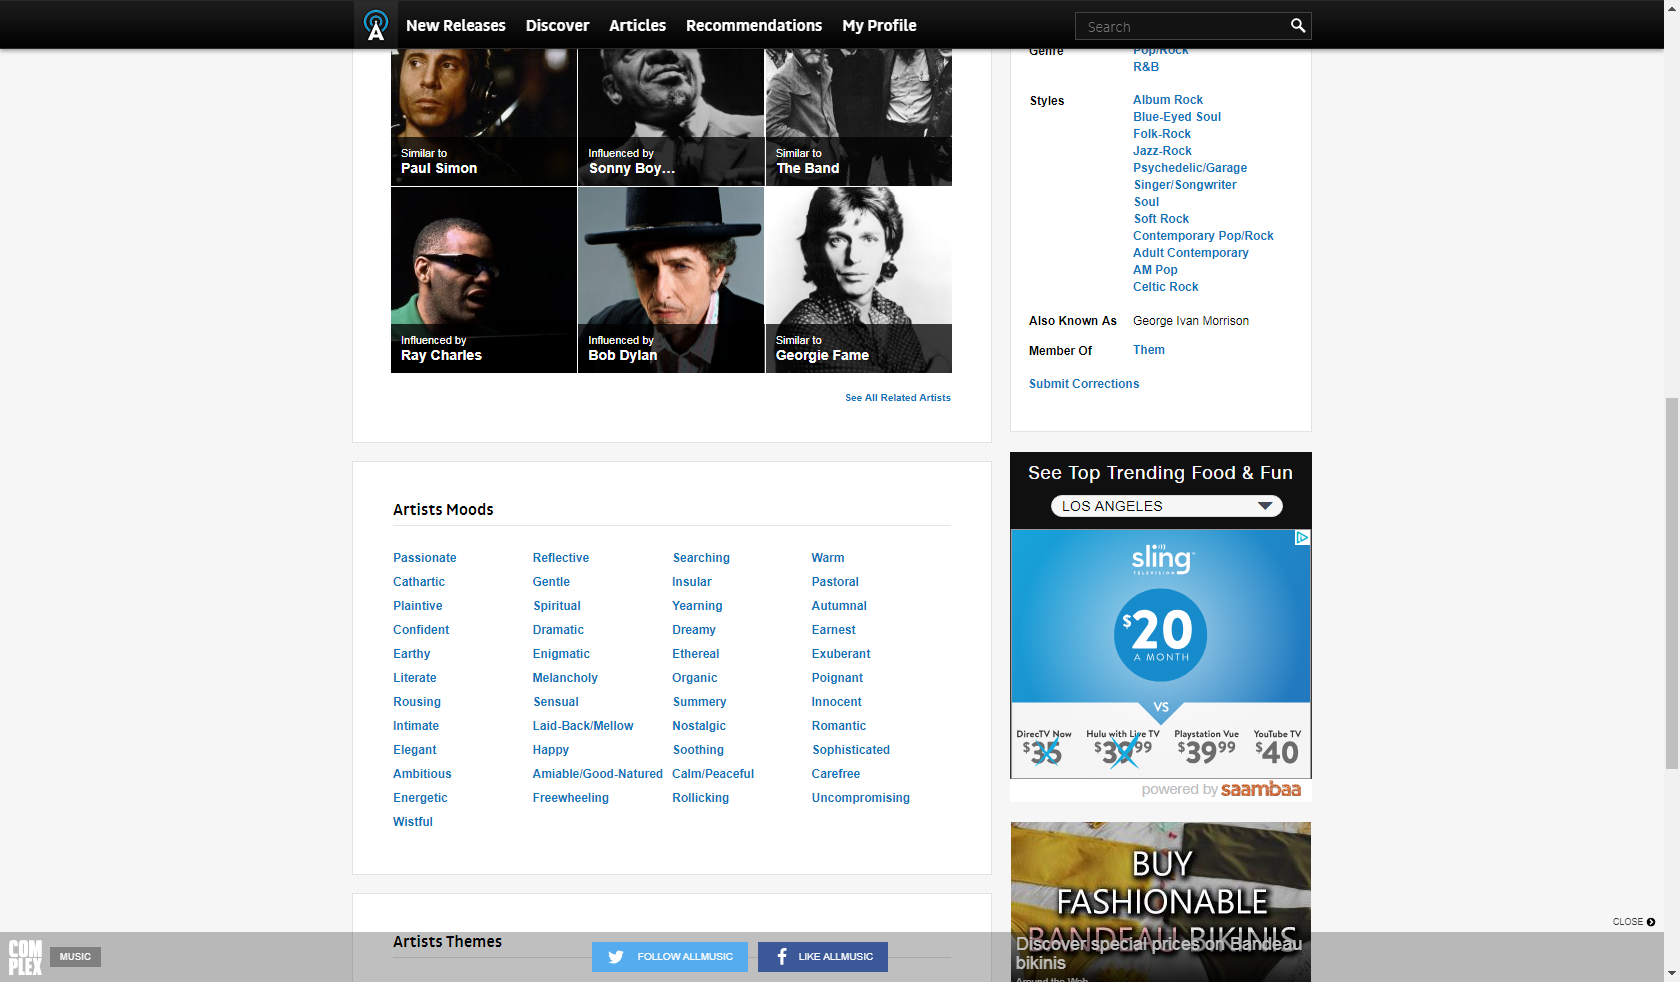 New Releases
Discover
Articles
Recommendations
My Profile
Search
Similar to
Paul Simon
Influenced by
Sonny Boy...
Similar to
The Band
Influenced by
Ray Charles
Influenced by
Bob Dylan
Similar to
Georgie Fame
See All Related Artists
Genre
Pop/Rock
R&B
Styles
Album Rock
Blue-Eyed Soul
Folk-Rock
Jazz-Rock
Psychedelic/Garage
Singer/Songwriter
Soul
Soft Rock
Contemporary Pop/Rock
Adult Contemporary
AM Pop
Celtic Rock
Also Known As
George Ivan Morrison
Member Of
Them
Submit Corrections
Artists Moods
Passionate
Reflective
Searching
Warm
Cathartic
Gentle
Insular
Pastoral
Plaintive
Spiritual
Yearning
Autumnal
Confident
Dramatic
Dreamy
Earnest
Earthy
Enigmatic
Ethereal
Exuberant
Literate
Melancholy
Organic
Poignant
Rousing
Sensual
Summery
Innocent
Intimate
Laid-Back/Mellow
Nostalgic
Romantic
Elegant
Happy
Soothing
Sophisticated
Ambitious
Amiable/Good-Natured
Calm/Peaceful
Carefree
Energetic
Freewheeling
Rollicking
Uncompromising
Wistful
Artists Themes
See Top Trending Food & Fun
LOS ANGELES
sling
TELEVISION
$20
A MONTH
VS
DirecTV Now
$35
Hulu with Live TV
$39.99
Playstation Vue
$39.99
YouTube TV
$40
powered by saambaa
BUY
FASHIONABLE
BANDEAU BIKINIS
Discover special prices on Bandeau
bikinis
Around the Web
CLOSE
COM
PLEX
MUSIC
FOLLOW ALLMUSIC
LIKE ALLMUSIC